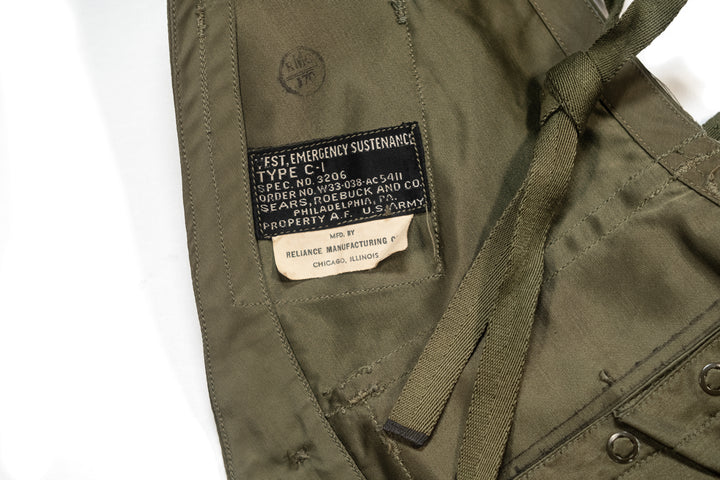 VEST, EMERGENCY SUSTENANCE
TYPE C-1
SPEC. NO. 3206
ORDER NO. W33-038-AC5411
SEARS, ROEBUCK AND CO.
PHILADELPHIA, PA.
PROPERTY A.F. U.S. ARMY
MFD. BY
RELIANCE MANUFACTURING C
CHICAGO, ILLINOIS